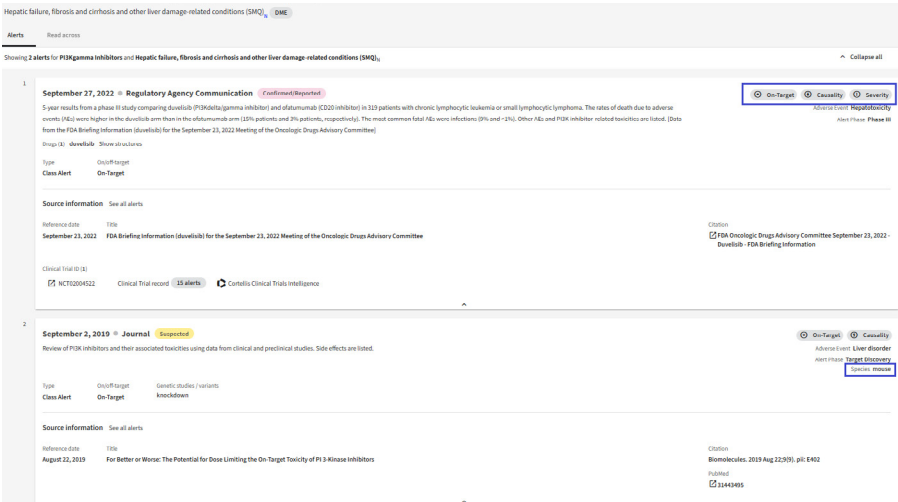 Hepatic failure, fibrosis and cirrhosis and other liver damage-related conditions (SMQ)N DME
Alerts Read across
Showing 2 alerts for PI3Kgamma Inhibitors and Hepatic failure, fibrosis and cirrhosis and other liver damage-related conditions (SMQ)N Collapse all
1
September 27, 2022 Regulatory Agency Communication Confirmed/Reported On-Target Causality Severity
Adverse Event Hepatotoxicity
Alert Phase Phase III
5-year results from a phase III study comparing duvelisib (PI3Kdelta/gamma inhibitor) and ofatumumab (CD20 inhibitor) in 319 patients with chronic lymphocytic leukemia or small lymphocytic lymphoma. The rates of death due to adverse
events (AEs) were higher in the duvelisib arm than in the ofatumumab arm (15% patients and 3% patients, respectively). The most common fatal AEs were infections (9% and <1%). Other AEs and PI3K inhibitor related toxicities are listed. [Data
from the FDA Briefing Information (duvelisib) for the September 23, 2022 Meeting of the Oncologic Drugs Advisory Committee]
Drugs (1) duvelisib Show structures
Type On/off-target
Class Alert On-Target
Source information See all alerts
Reference date Title Citation
September 23, 2022 FDA Briefing Information (duvelisib) for the September 23, 2022 Meeting of the Oncologic Drugs Advisory Committee FDA Oncologic Drugs Advisory Committee September 23, 2022 -
Duvelisib - FDA Briefing Information
Clinical Trial ID (1)
NCT02004522 Clinical Trial record 15 alerts Cortellis Clinical Trials Intelligence
2
September 2, 2019 Journal Suspected On-Target Causality
Review of PI3K inhibitors and their associated toxicities using data from clinical and preclinical studies. Side effects are listed. Adverse Event Liver disorder
Alert Phase Target Discovery
Species mouse
Type On/off-target Genetic studies / variants
Class Alert On-Target knockdown
Source information See all alerts
Reference date Title Citation
August 22, 2019 For Better or Worse: The Potential for Dose Limiting the On-Target Toxicity of PI 3-Kinase Inhibitors Biomolecules. 2019 Aug 22;9(9). pii: E402
PubMed
31443495